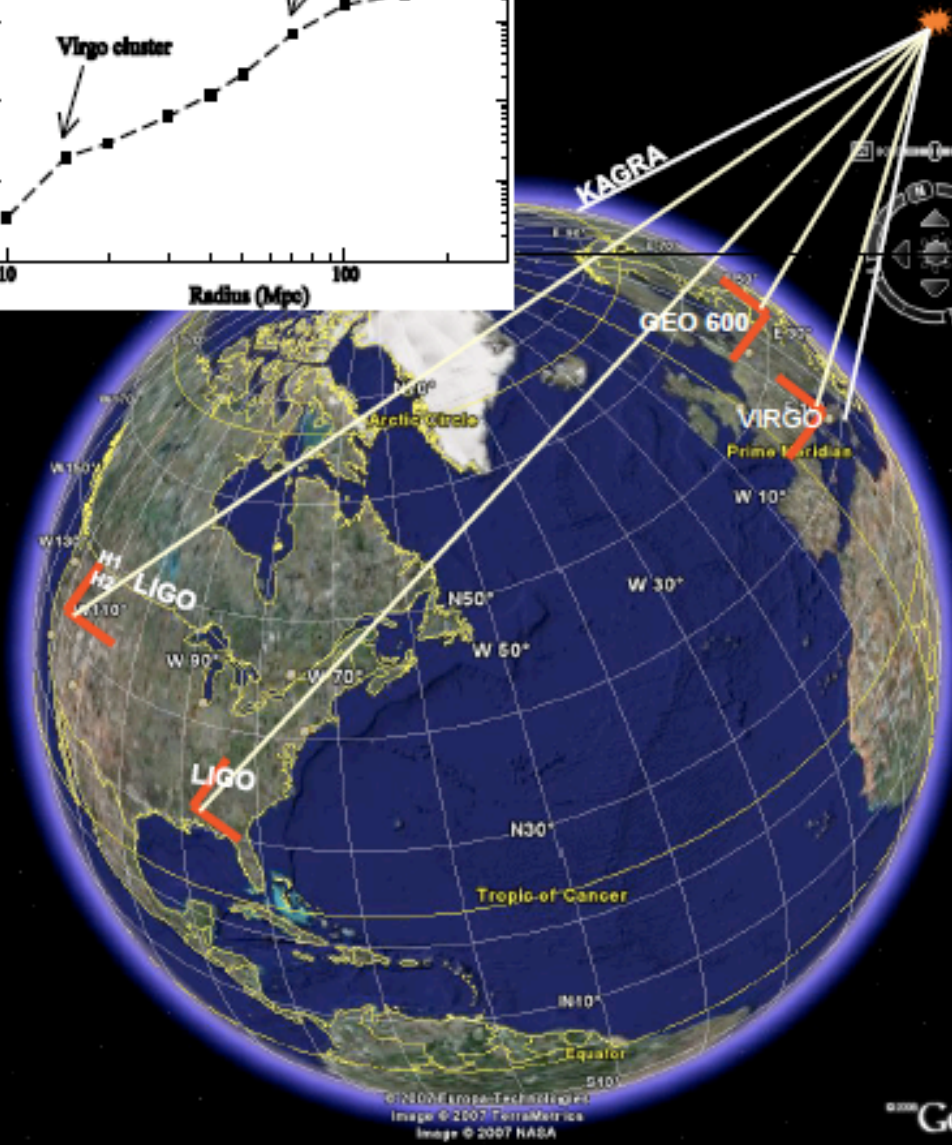 Virgo cluster
10
100
Radius (Mpc)
KAGRA
N
GEO 600
VIRGO
Prime Meridian
W 10°
Arctic Circle
H1
H2
LIGO
W110°
N50°
W 30°
W 50°
W 90°
W 70°
LIGO
N30°
Tropic of Cancer
N10°
Equator
S10°
© 2007 Europa Technologies
Image © 2007 TerraMetrics
Image © 2007 NASA